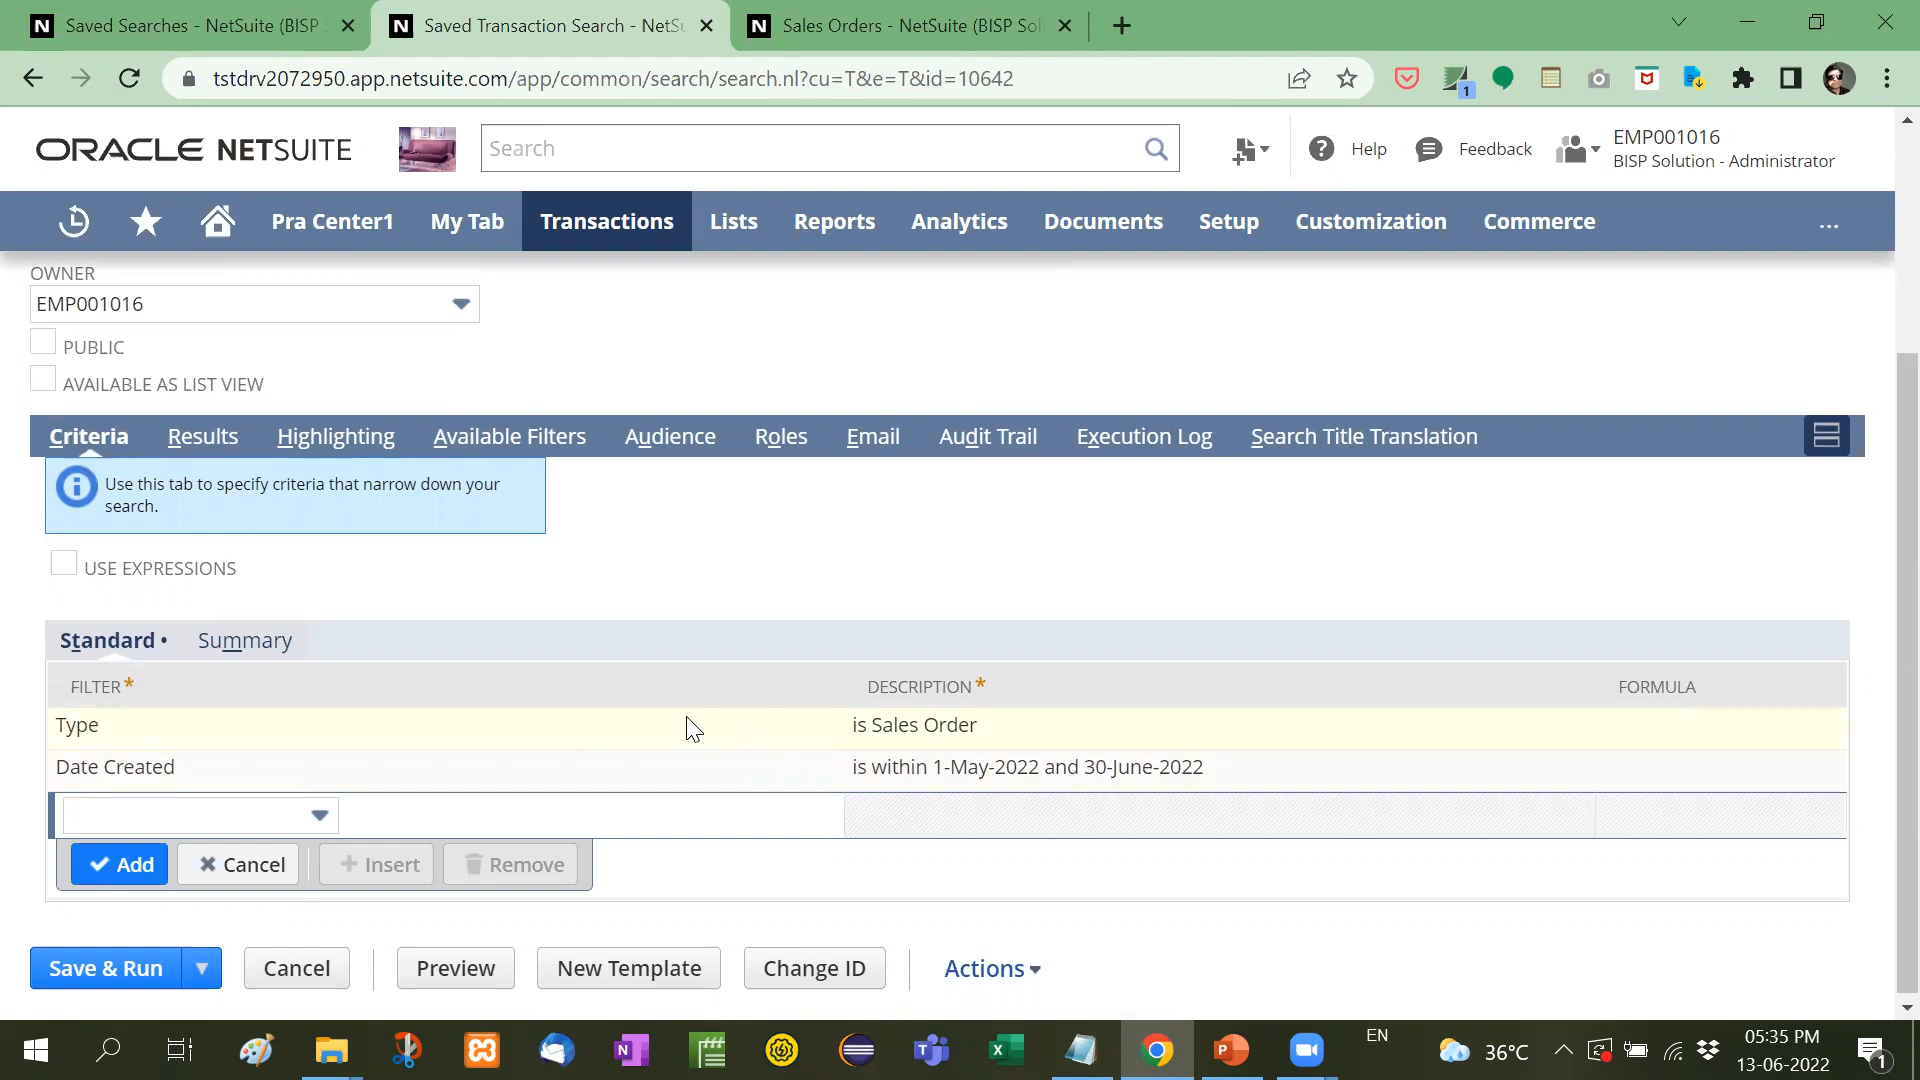 Saved Searches - NetSuite (BISP
Saved Transaction Search - NetSu
Sales Orders - NetSuite (BISP Sol
tstdrv2072950.app.netsuite.com/app/common/search/search.nl?cu=T&e=T&id=10642
1
ORACLE NETSUITE
Search
Help
Feedback
EMP001016
BISP Solution - Administrator
Pra Center1
My Tab
Transactions
Lists
Reports
Analytics
Documents
Setup
Customization
Commerce
...
OWNER
EMP001016
PUBLIC
AVAILABLE AS LIST VIEW
Criteria
Results
Highlighting
Available Filters
Audience
Roles
Email
Audit Trail
Execution Log
Search Title Translation
Use this tab to specify criteria that narrow down your
search.
USE EXPRESSIONS
Standard •
Summary
FILTER *
DESCRIPTION *
FORMULA
Type
is Sales Order
Date Created
is within 1-May-2022 and 30-June-2022
Add
Cancel
Insert
Remove
Save & Run
Cancel
Preview
New Template
Change ID
Actions
EN
36°C
05:35 PM
13-06-2022
1